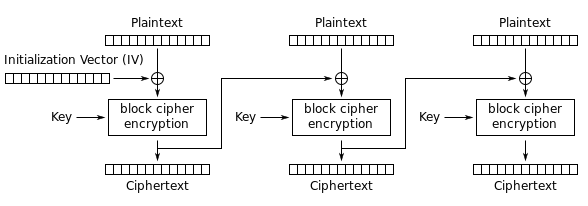 Plaintext
Plaintext
Plaintext
Initialization Vector (IV)
Key
block cipher
encryption
Key
block cipher
encryption
Key
block cipher
encryption
Ciphertext
Ciphertext
Ciphertext